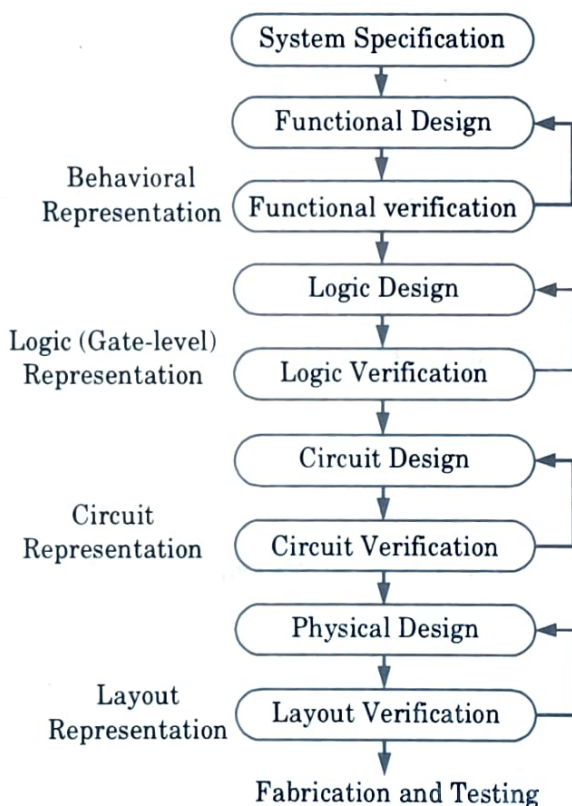 System Specification
Functional Design
Behavioral
Representation
Functional verification
Logic Design
Logic (Gate-level)
Representation
Logic Verification
Circuit Design
Circuit
Representation
Circuit Verification
Physical Design
Layout
Representation
Layout Verification
Fabrication and Testing